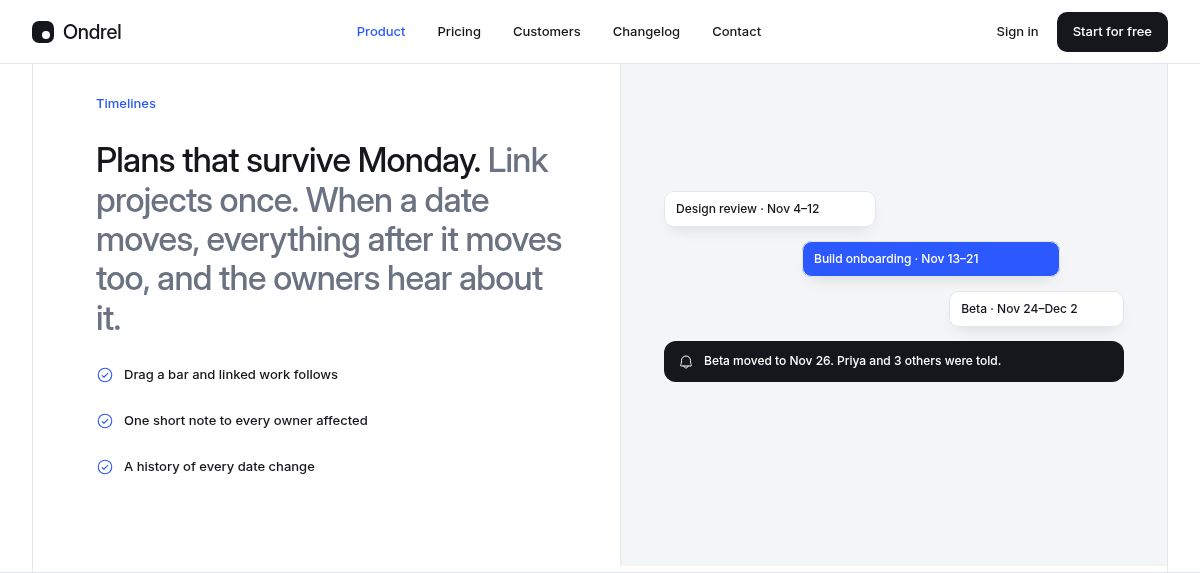 Ondrel
Product
Pricing
Customers
Changelog
Contact
Sign in
Start for free
Timelines
Plans that survive Monday. Link
projects once. When a date
moves, everything after it moves
too, and the owners hear about
it.
Drag a bar and linked work follows
One short note to every owner affected
A history of every date change
Design review · Nov 4–12
Build onboarding · Nov 13–21
Beta · Nov 24–Dec 2
Beta moved to Nov 26. Priya and 3 others were told.